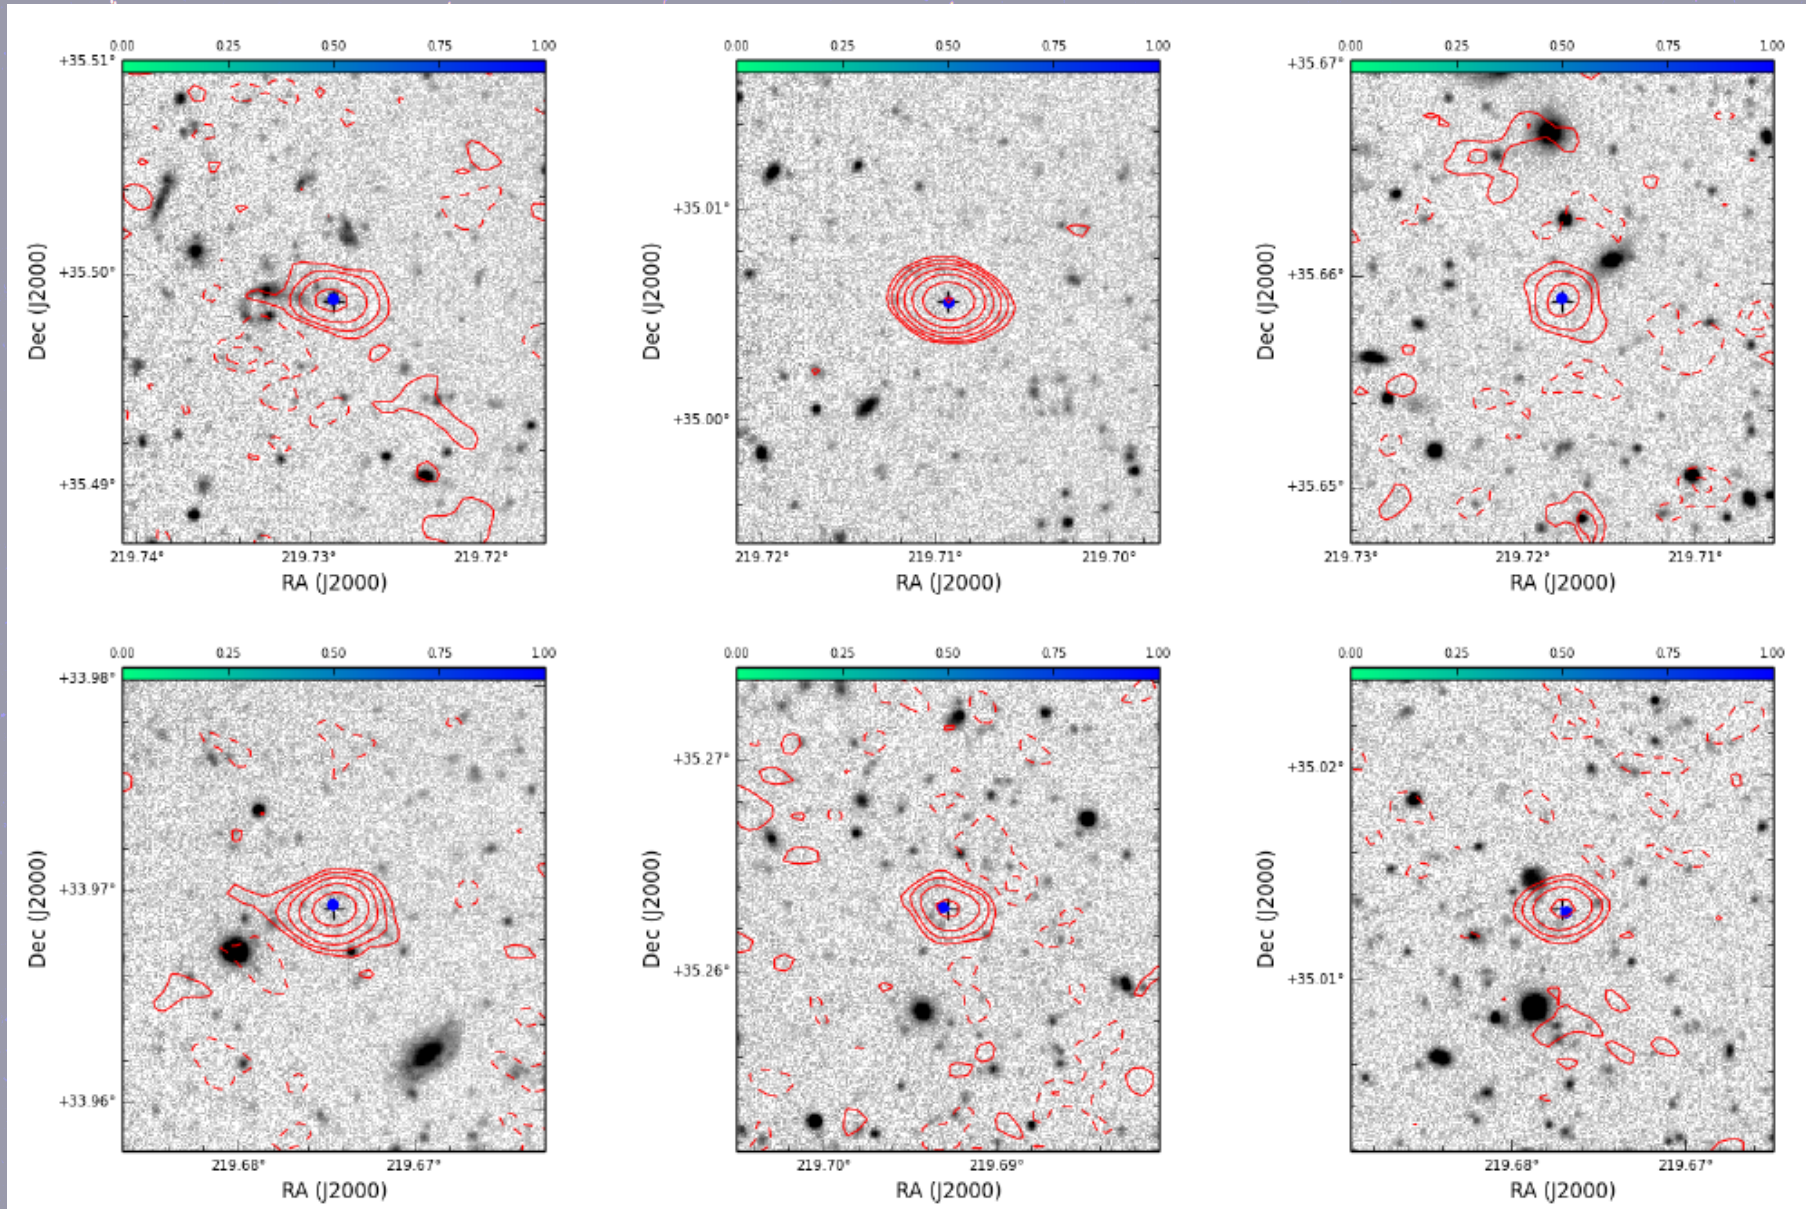 0.00 0.25 0.50 0.75 1.00
+35.51°
+35.50°
+35.49°
Dec (J2000)
219.74° 219.73° 219.72°
RA (J2000)
0.00 0.25 0.50 0.75 1.00
+35.01°
+35.00°
Dec (J2000)
219.72° 219.71° 219.70°
RA (J2000)
0.00 0.25 0.50 0.75 1.00
+35.67°
+35.66°
+35.65°
Dec (J2000)
219.73° 219.72° 219.71°
RA (J2000)
0.00 0.25 0.50 0.75 1.00
+33.98°
+33.97°
+33.96°
Dec (J2000)
219.68° 219.67°
RA (J2000)
0.00 0.25 0.50 0.75 1.00
+35.27°
+35.26°
Dec (J2000)
219.70° 219.69°
RA (J2000)
0.00 0.25 0.50 0.75 1.00
+35.02°
+35.01°
Dec (J2000)
219.68° 219.67°
RA (J2000)